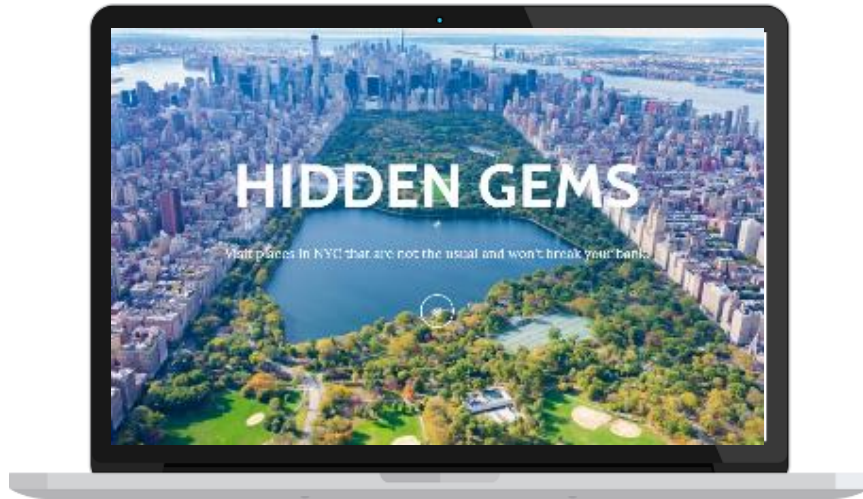 HIDDEN GEMS
Visit places in NYC that are not the usual and won't break your bank.